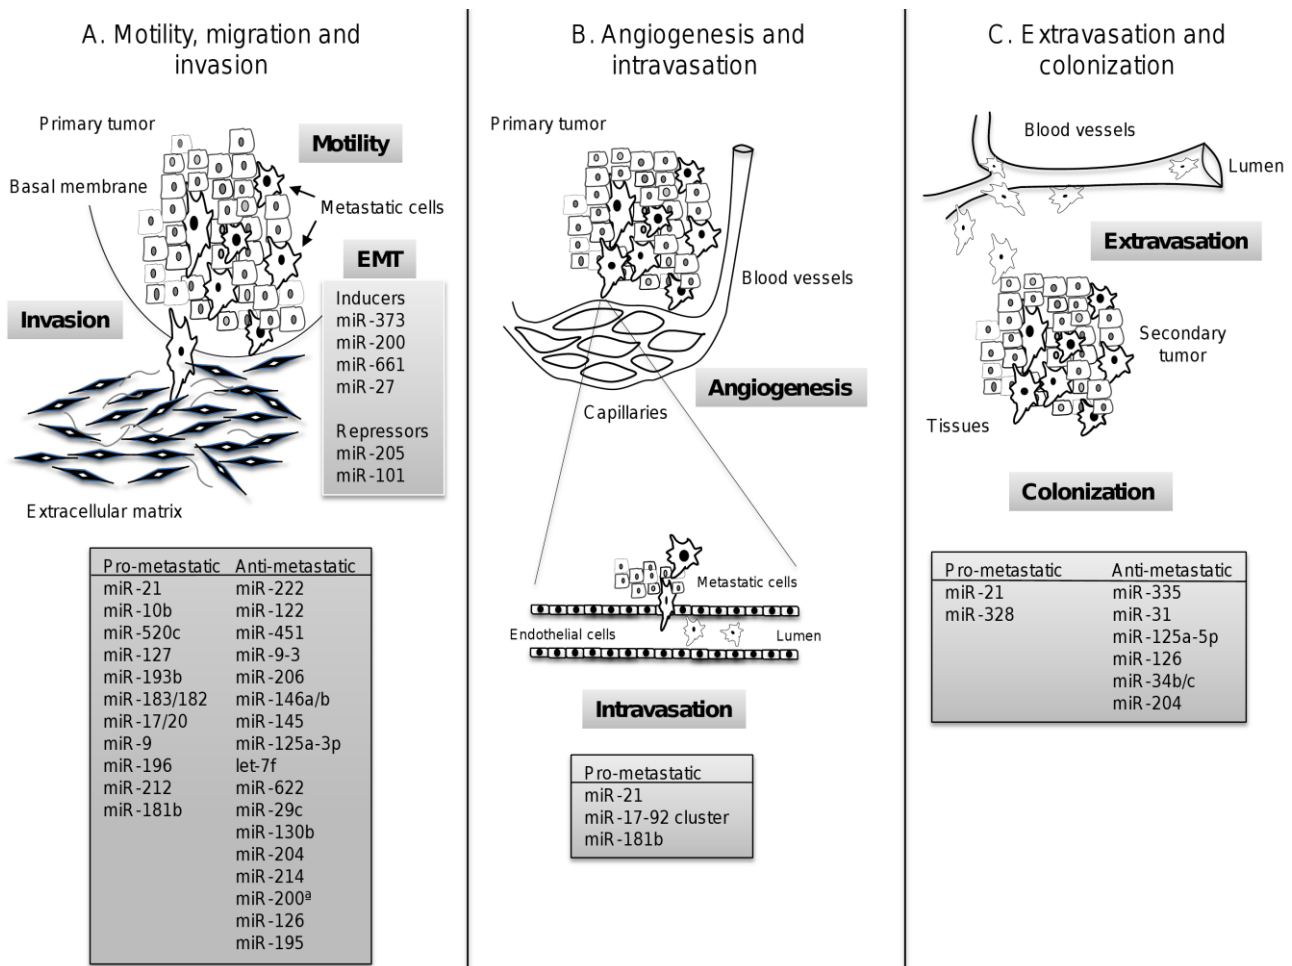 A. Motility, migration and
invasion
Primary tumor
Motility
Basal membrane
Metastatic cells
EMT
Inducers
miR-373
miR-200
miR-661
miR-27
Repressors
miR-205
miR-101
Invasion
Extracellular matrix
Pro-metastatic Anti-metastatic
miR-21 miR-222
miR-10b miR-122
miR-520c miR-451
miR-127 miR-9-3
miR-193b miR-206
miR-183/182 miR-146a/b
miR-17/20 miR-145
miR-9 miR-125a-3p
miR-196 let-7f
miR-212 miR-622
miR-181b miR-29c
miR-130b
miR-204
miR-214
miR-200ª
miR-126
miR-195
B. Angiogenesis and
intravasation
Primary tumor
Blood vessels
Angiogenesis
Capillaries
Metastatic cells
Endothelial cells
Lumen
Intravasation
Pro-metastatic
miR-21
miR-17-92 cluster
miR-181b
C. Extravasation and
colonization
Blood vessels
Lumen
Extravasation
Secondary
tumor
Tissues
Colonization
Pro-metastatic Anti-metastatic
miR-21 miR-335
miR-328 miR-31
miR-125a-5p
miR-126
miR-34b/c
miR-204